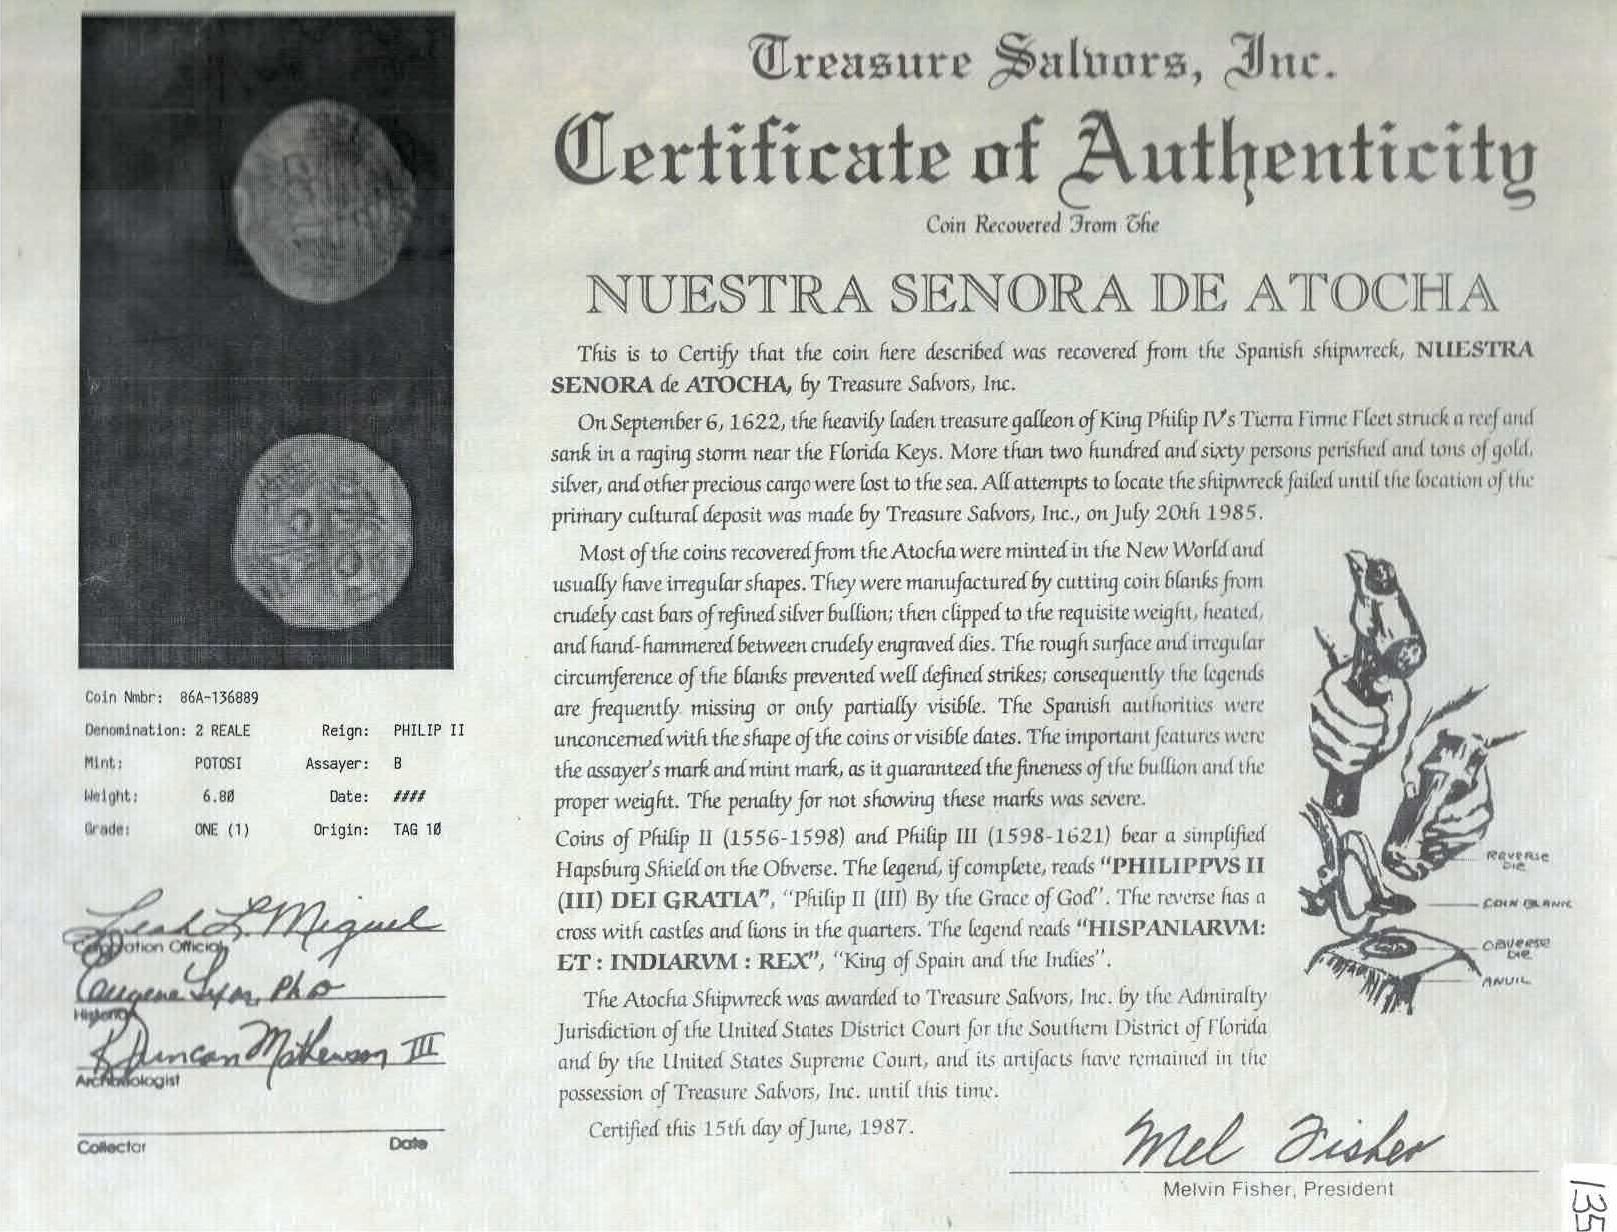 Treasure Salvors, Inc.
Certificate of Authenticity
Coin Recovered From The
NUESTRA SENORA DE ATOCHA
This is to Certify that the coin here described was recovered from the Spanish shipwreck, NUESTRA
SENORA de ATOCHA, by Treasure Salvors, Inc.
On September 6, 1622, the heavily laden treasure galleon of King Philip IV's Tierra Firme Fleet struck a reef and
sank in a raging storm near the Florida Keys. More than two hundred and sixty persons perished and tons of gold,
silver, and other precious cargo were lost to the sea. All attempts to locate the shipwreck failed until the location of the
primary cultural deposit was made by Treasure Salvors, Inc., on July 20th 1985.
Most of the coins recovered from the Atocha were minted in the New World and
usually have irregular shapes. They were manufactured by cutting coin blanks from
crudely cast bars of refined silver bullion; then clipped to the requisite weight, heated,
and hand-hammered between crudely engraved dies. The rough surface and irregular
circumference of the blanks prevented well defined strikes; consequently the legends
are frequently missing or only partially visible. The Spanish authorities were
unconcerned with the shape of the coins or visible dates. The important features were
the assayer's mark and mint mark, as it guaranteed the fineness of the bullion and the
proper weight. The penalty for not showing these marks was severe.
Coins of Philip II (1556-1598) and Philip III (1598-1621) bear a simplified
Hapsburg Shield on the Obverse. The legend, if complete, reads "PHILIPPVS II
(III) DEI GRATIA", "Philip II (III) By the Grace of God". The reverse has a
cross with castles and lions in the quarters. The legend reads "HISPANIARVM:
ET : INDIARVM : REX", "King of Spain and the Indies".
The Atocha Shipwreck was awarded to Treasure Salvors, Inc. by the Admiralty
Jurisdiction of the United States District Court for the Southern District of Florida
and by the United States Supreme Court, and its artifacts have remained in the
possession of Treasure Salvors, Inc. until this time.
Certified this 15th day of June, 1987.
Mel Fisher
Melvin Fisher, President
REVERSE
DIE
COIN BLANK
OBVERSE
DIE
ANVIL
Coin Nmbr: 86A-136889
Denomination: 2 REALE Reign: PHILIP II
Mint: POTOSI Assayer: B
Weight: 6.80 Date: ####
Grade: ONE (1) Origin: TAG 10
Leah L. Miguel
Corporation Official
Eugene Lyon, PhD
Historian
R Duncan Mathewson III
Archaeologist
Collector Date
135